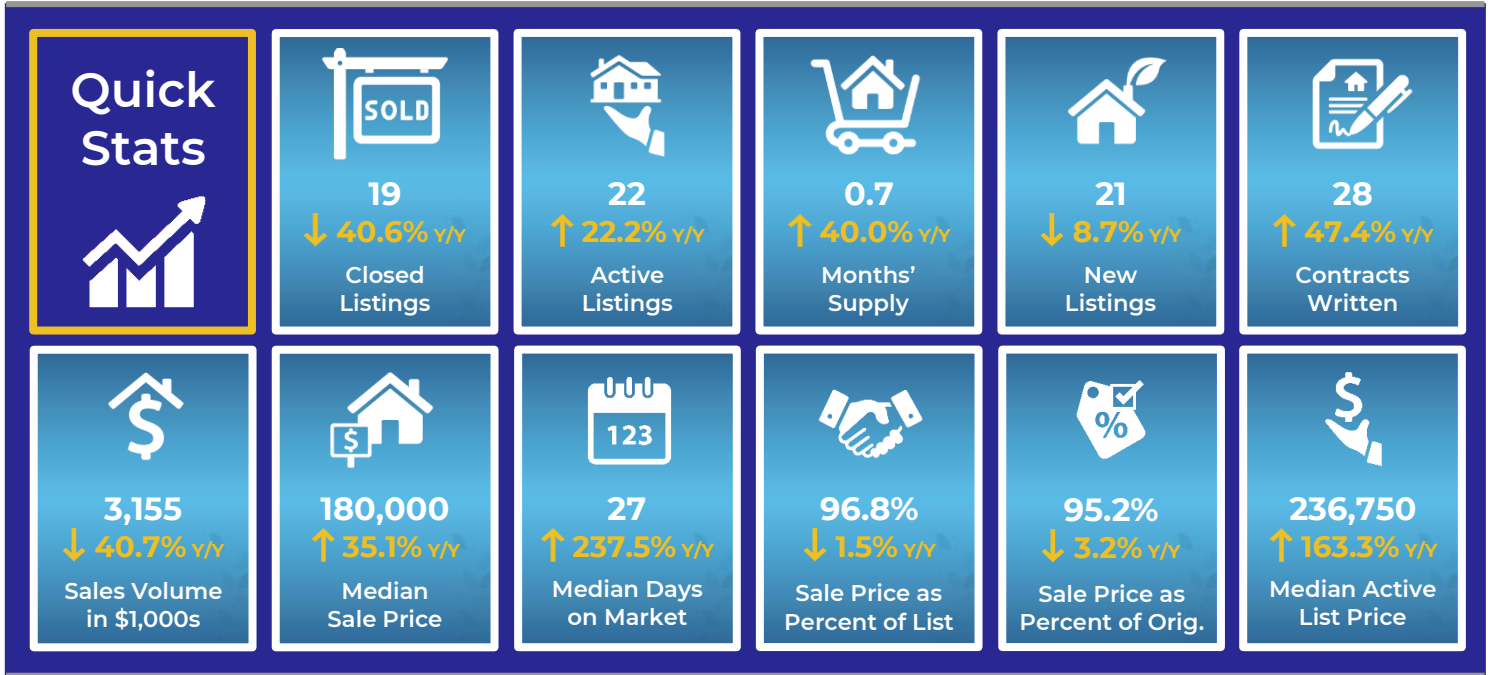 Quick
Stats
SOLD
19
↓ 40.6% Y/Y
Closed
Listings
22
↑ 22.2% Y/Y
Active
Listings
0.7
↑ 40.0% Y/Y
Months’
Supply
21
↓ 8.7% Y/Y
New
Listings
28
↑ 47.4% Y/Y
Contracts
Written
$
3,155
↓ 40.7% Y/Y
Sales Volume
in $1,000s
$
180,000
↑ 35.1% Y/Y
Median
Sale Price
123
27
↑ 237.5% Y/Y
Median Days
on Market
96.8%
↓ 1.5% Y/Y
Sale Price as
Percent of List
%
95.2%
↓ 3.2% Y/Y
Sale Price as
Percent of Orig.
$
236,750
↑ 163.3% Y/Y
Median Active
List Price